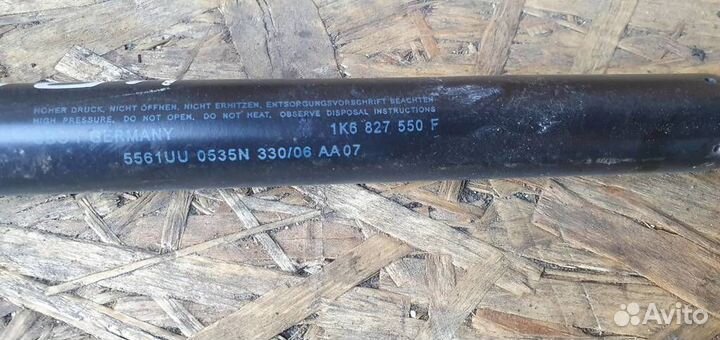 HOHER DRUCK, NICHT ÖFFNEN, NICHT ERHITZEN, ENTSORGUNGSVORSCHRIFT BEACHTEN
HIGH PRESSURE, DO NOT OPEN, DO NOT HEAT, OBSERVE DISPOSAL INSTRUCTIONS
GERMANY 1K6 827 550 F
5561UU 0535N 330/06 AA07
Avito